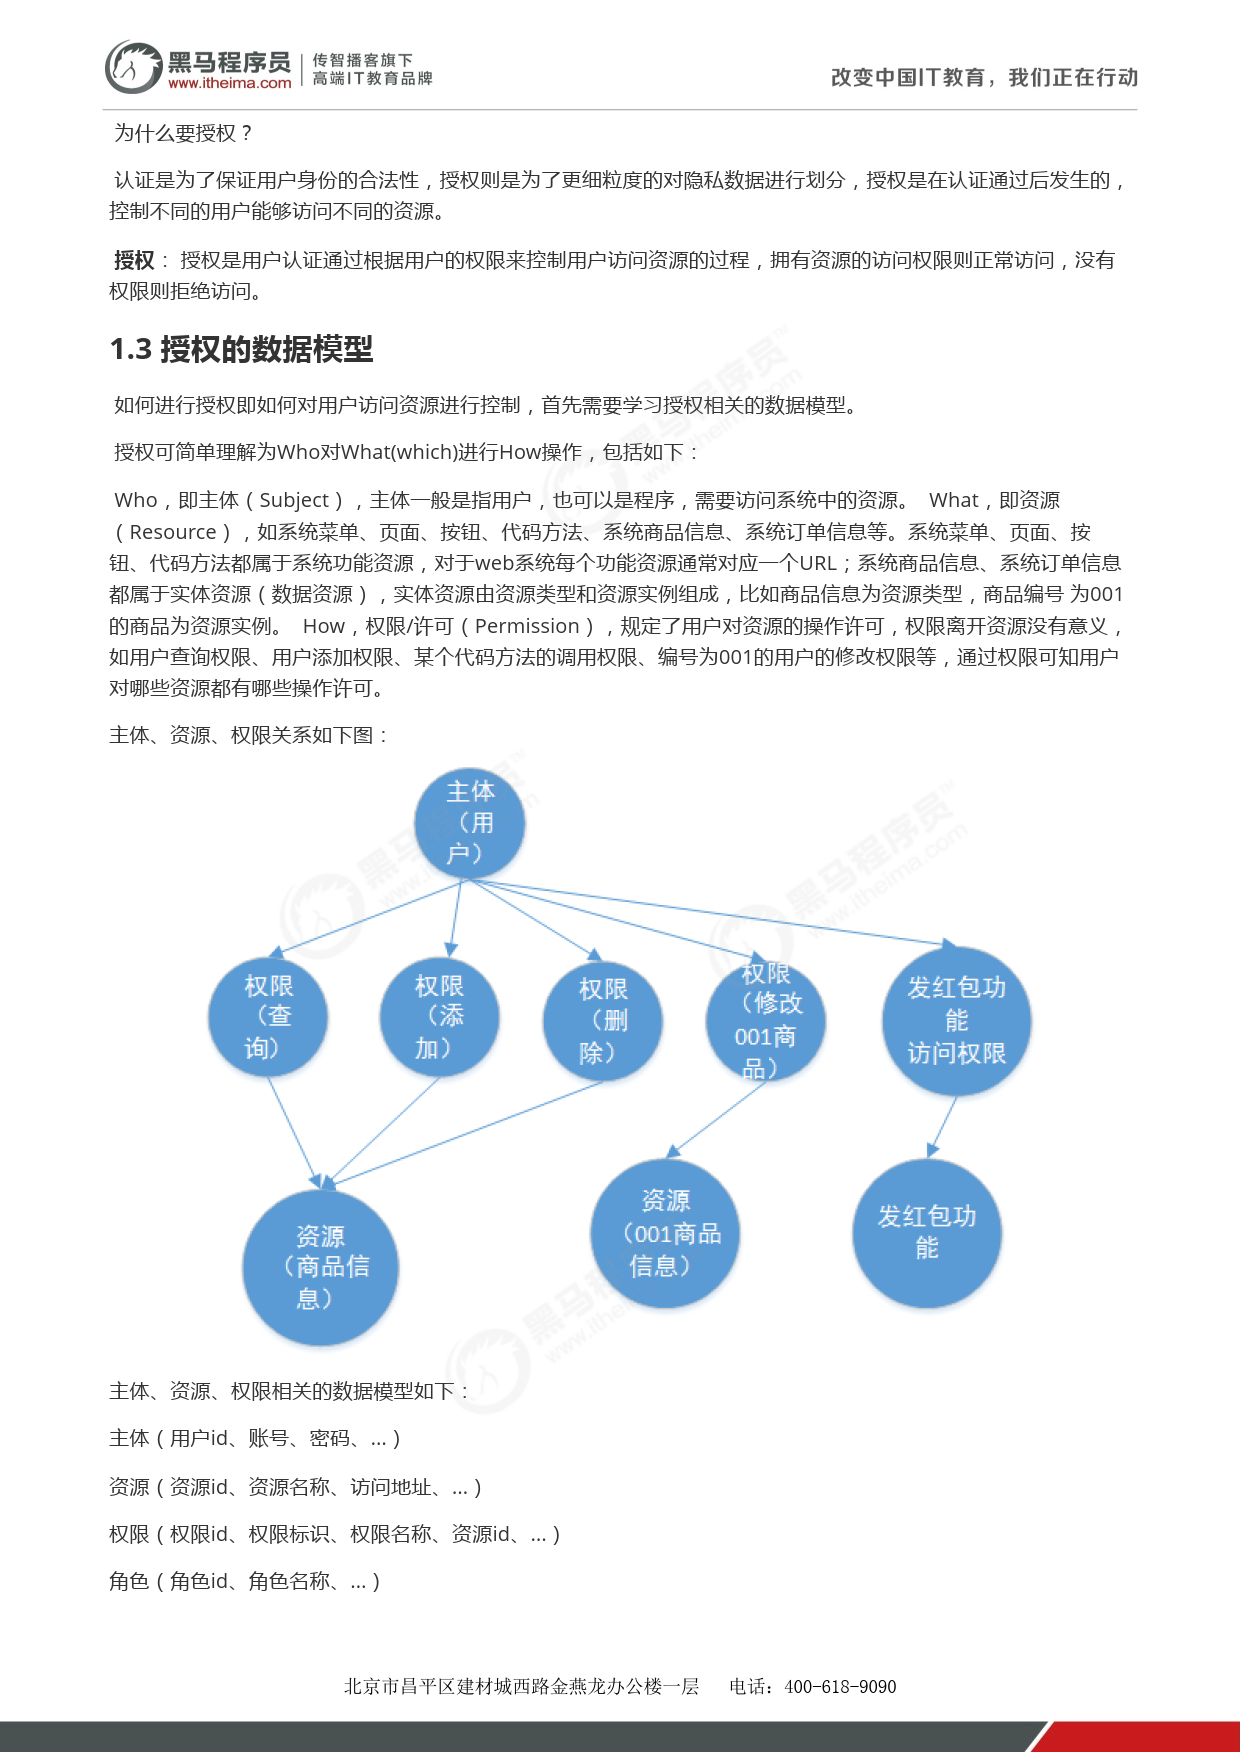 黑马程序员
www.itheima.com
传智播客旗下
高端IT教育品牌
改变中国IT教育，我们正在行动
为什么要授权？
认证是为了保证用户身份的合法性，授权则是为了更细粒度的对隐私数据进行划分，授权是在认证通过后发生的，
控制不同的用户能够访问不同的资源。
授权： 授权是用户认证通过根据用户的权限来控制用户访问资源的过程，拥有资源的访问权限则正常访问，没有
权限则拒绝访问。
1.3 授权的数据模型
如何进行授权即如何对用户访问资源进行控制，首先需要学习授权相关的数据模型。
授权可简单理解为Who对What(which)进行How操作，包括如下：
Who，即主体（Subject），主体一般是指用户，也可以是程序，需要访问系统中的资源。 What，即资源
（Resource），如系统菜单、页面、按钮、代码方法、系统商品信息、系统订单信息等。系统菜单、页面、按
钮、代码方法都属于系统功能资源，对于web系统每个功能资源通常对应一个URL；系统商品信息、系统订单信息
都属于实体资源（数据资源），实体资源由资源类型和资源实例组成，比如商品信息为资源类型，商品编号 为001
的商品为资源实例。 How，权限/许可（Permission），规定了用户对资源的操作许可，权限离开资源没有意义，
如用户查询权限、用户添加权限、某个代码方法的调用权限、编号为001的用户的修改权限等，通过权限可知用户
对哪些资源都有哪些操作许可。
主体、资源、权限关系如下图：
主体
（用
户）
权限
（查
询）
权限
（添
加）
权限
（删
除）
权限
（修改
001商
品）
发红包功
能
访问权限
资源
（商品信
息）
资源
（001商品
信息）
发红包功
能
主体、资源、权限相关的数据模型如下：
主体（用户id、账号、密码、...）
资源（资源id、资源名称、访问地址、...）
权限（权限id、权限标识、权限名称、资源id、...）
角色（角色id、角色名称、...）
北京市昌平区建材城西路金燕龙办公楼一层 电话：400-618-9090